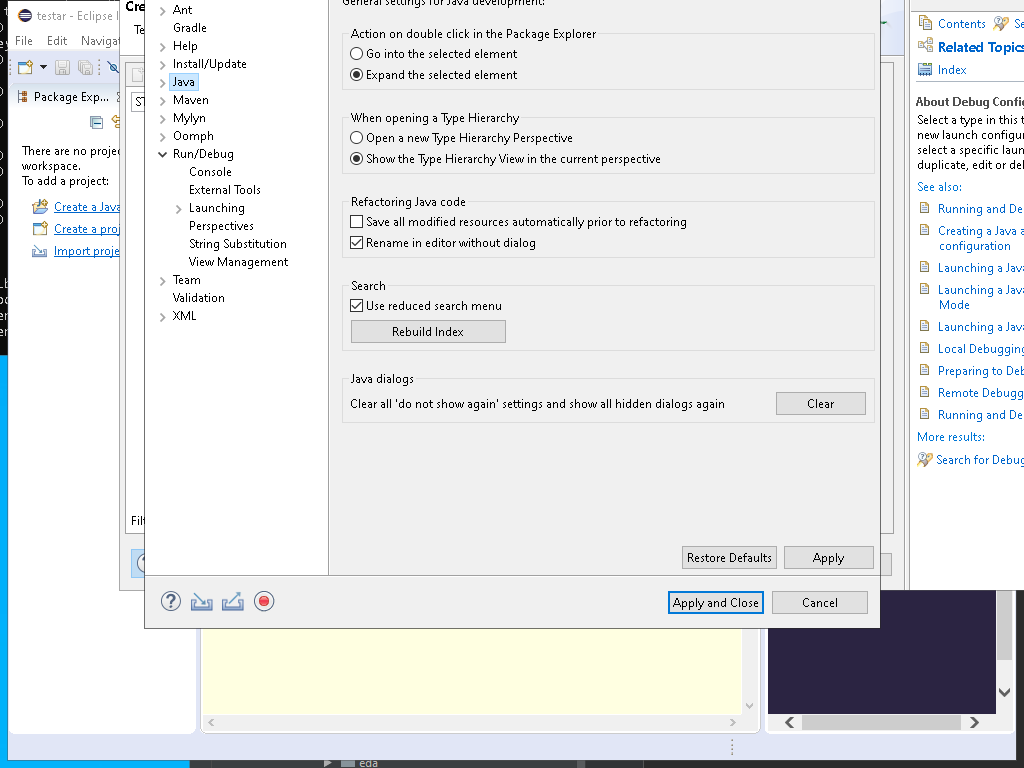 testar - Eclipse
File Edit Navigat
Package Exp...
There are no proje
workspace.
To add a project:
Create a Java
Create a proj
Import proje
Cre
Te
ST
Filt
Ant
Gradle
Help
Install/Update
Java
Maven
Mylyn
Oomph
Run/Debug
Console
External Tools
Launching
Perspectives
String Substitution
View Management
Team
Validation
XML
General settings for Java development:
Action on double click in the Package Explorer
Go into the selected element
Expand the selected element
When opening a Type Hierarchy
Open a new Type Hierarchy Perspective
Show the Type Hierarchy View in the current perspective
Refactoring Java code
Save all modified resources automatically prior to refactoring
Rename in editor without dialog
Search
Use reduced search menu
Rebuild Index
Java dialogs
Clear all 'do not show again' settings and show all hidden dialogs again
Clear
Restore Defaults
Apply
Apply and Close
Cancel
Contents
Se
Related Topics
Index
About Debug Config
Select a type in this t
new launch configu
select a specific laun
duplicate, edit or del
See also:
Running and De
Creating a Java a
configuration
Launching a Java
Launching a Java
Mode
Launching a Java
Local Debugging
Preparing to Deb
Remote Debugg
Running and De
More results:
Search for Debug
eda